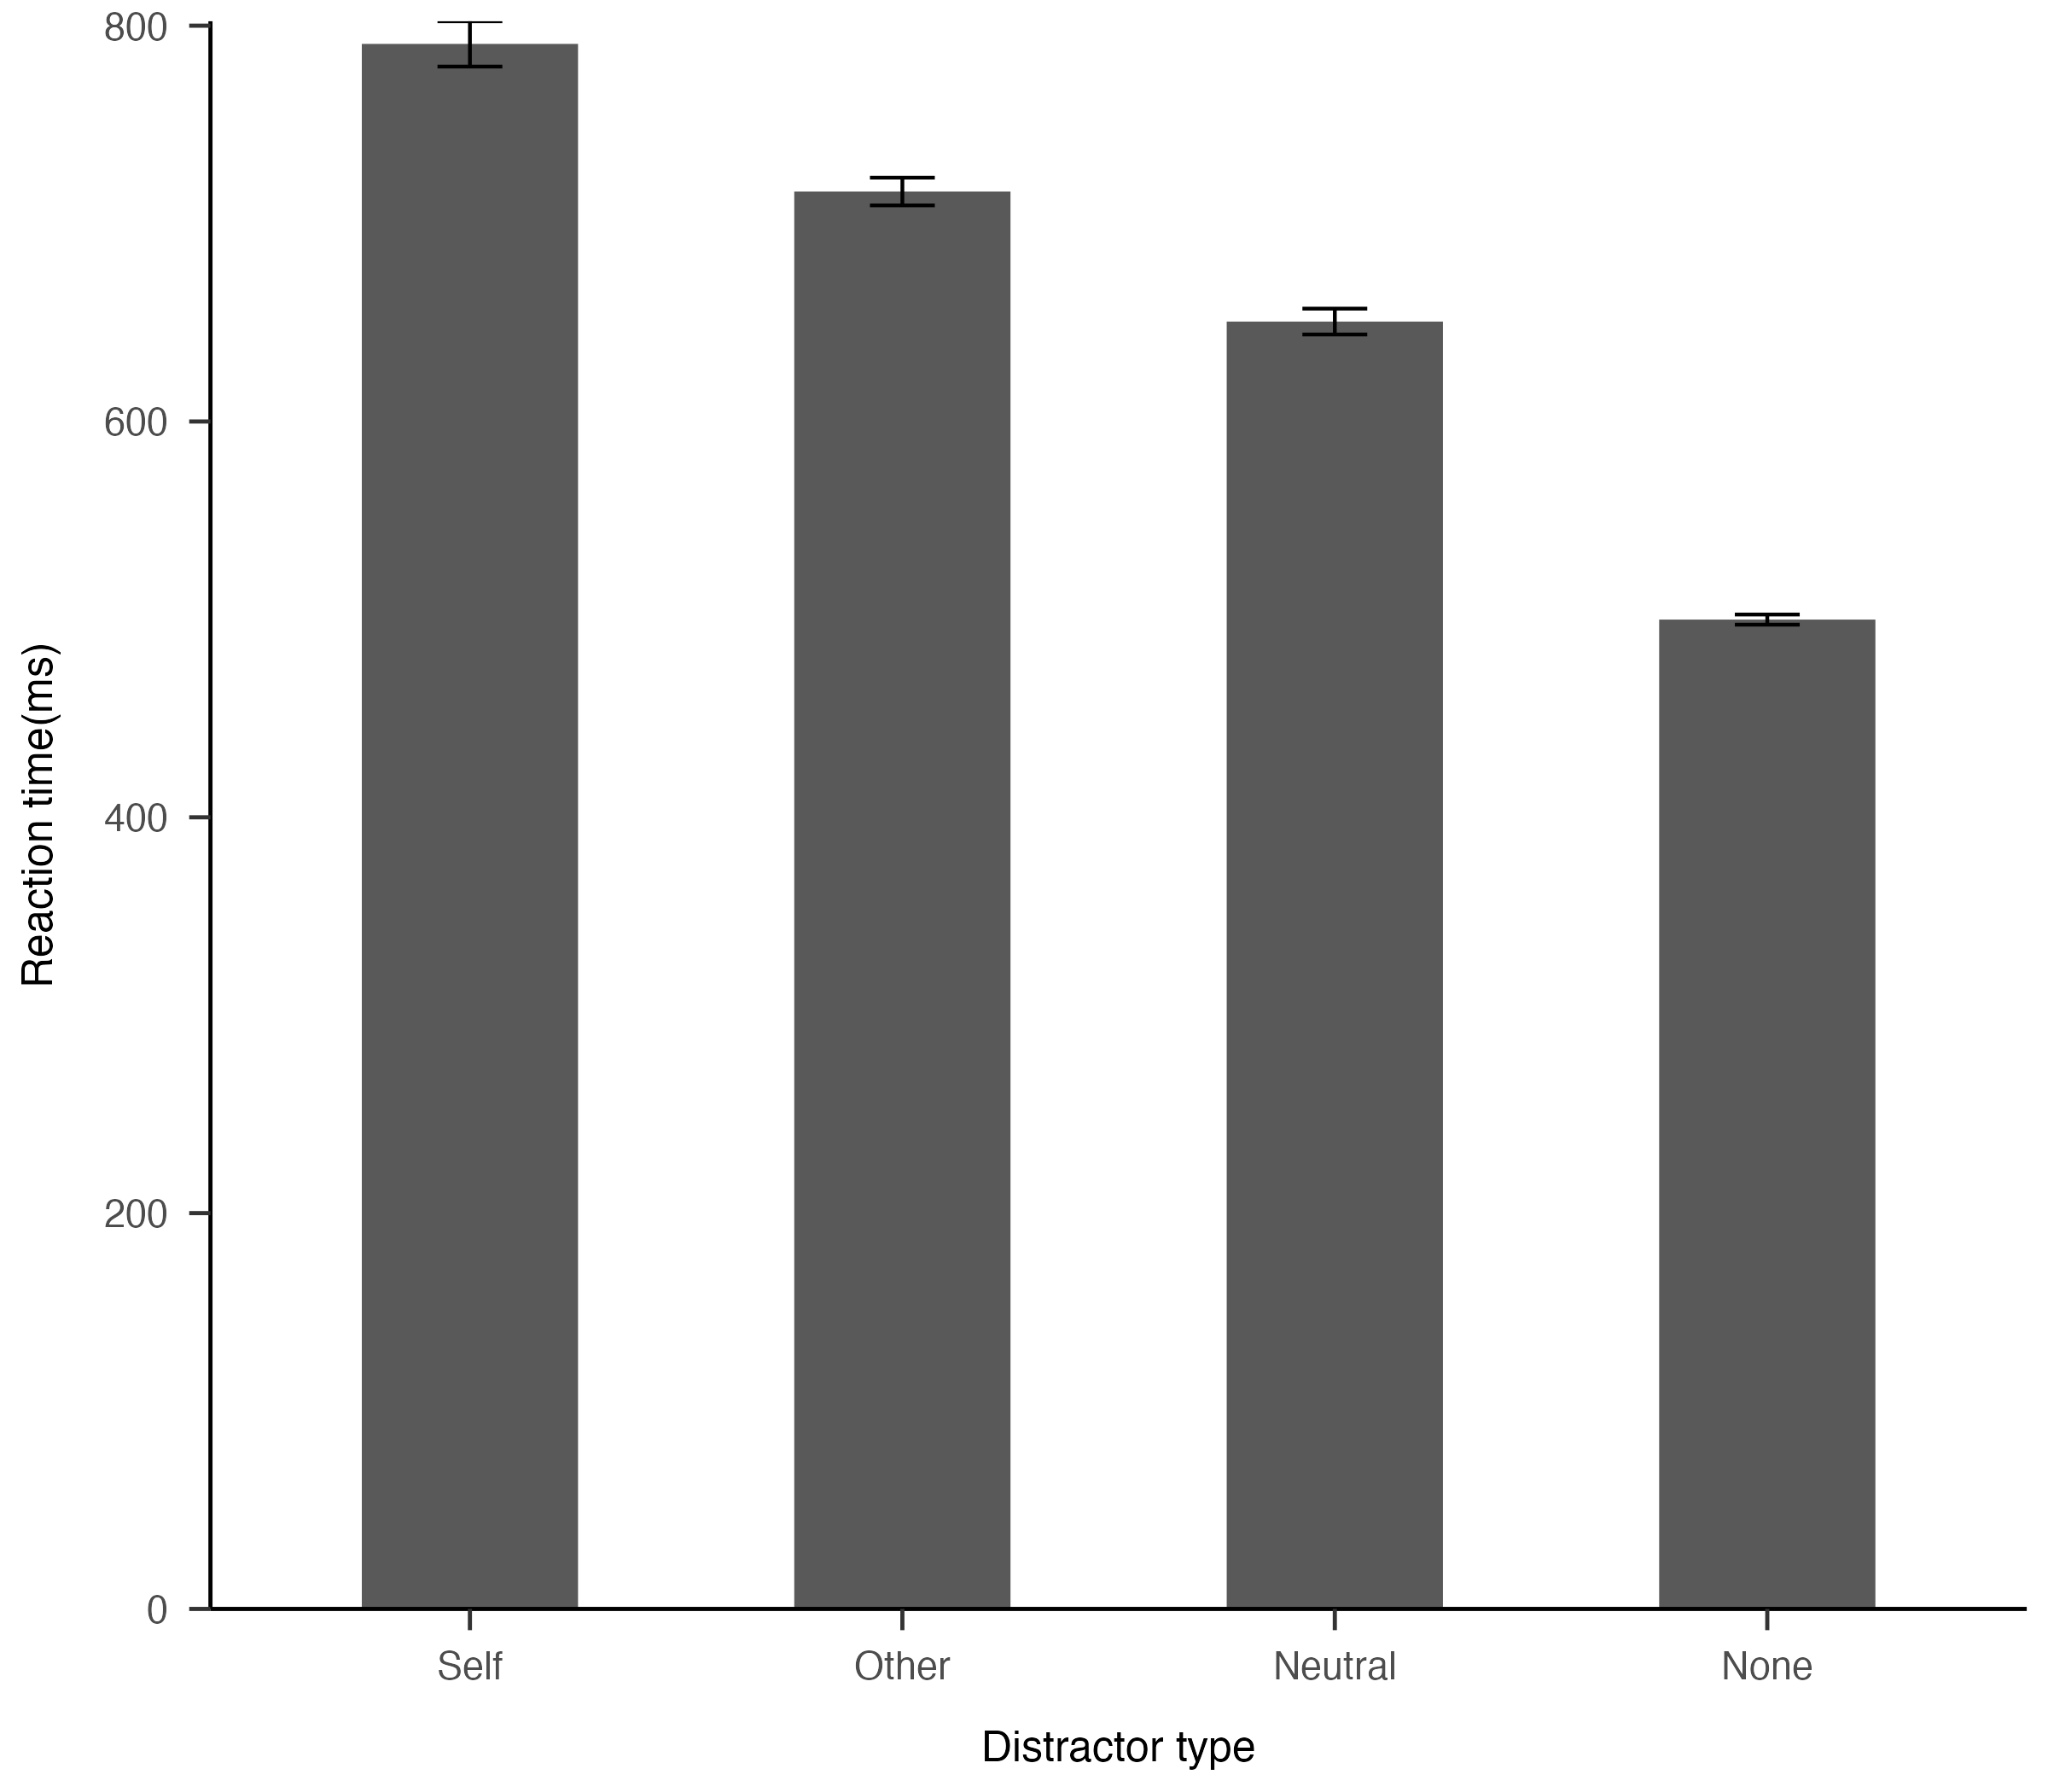 800
600
400
200
0
Reaction time(ms)
Self Other Neutral None
Distractor type